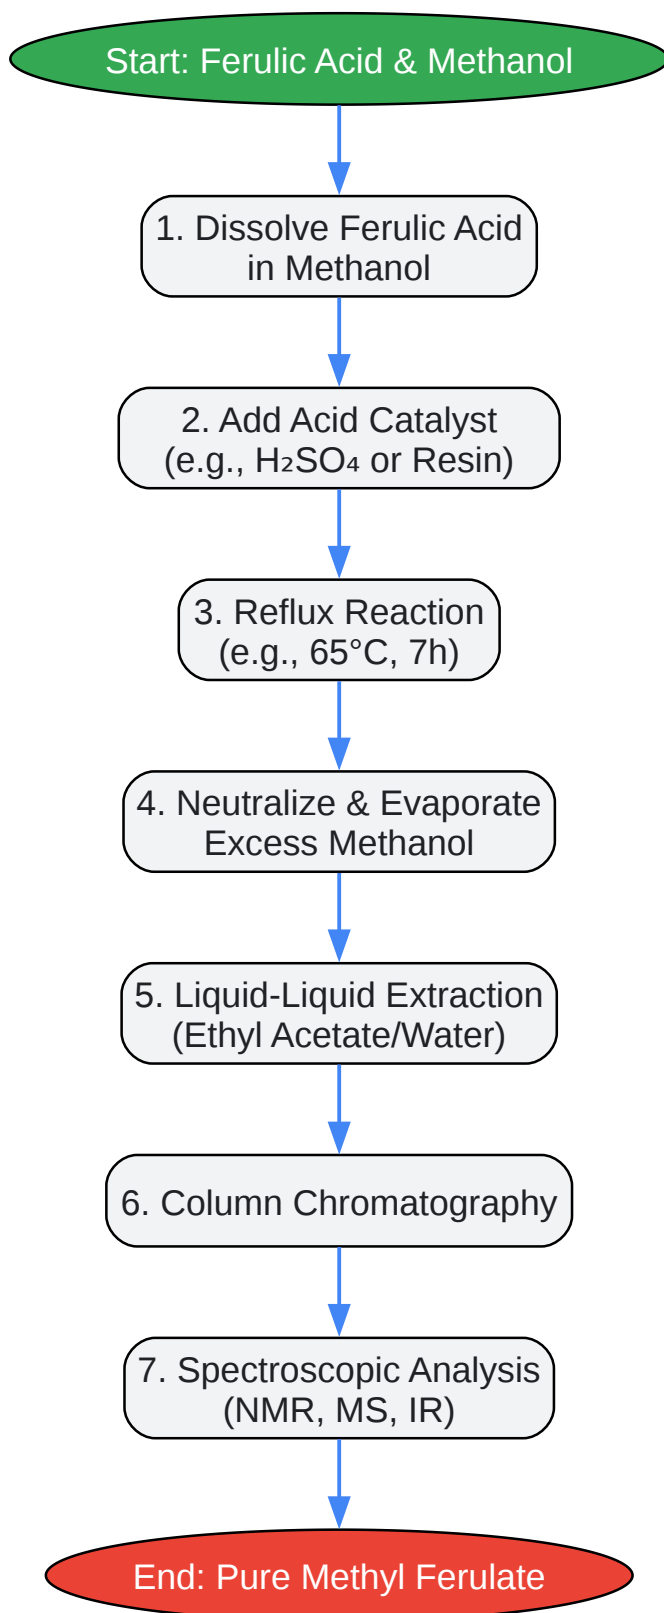 Start: Ferulic Acid & Methanol
1. Dissolve Ferulic Acid
in Methanol
2. Add Acid Catalyst
(e.g., H₂SO₄ or Resin)
3. Reflux Reaction
(e.g., 65°C, 7h)
4. Neutralize & Evaporate
Excess Methanol
5. Liquid-Liquid Extraction
(Ethyl Acetate/Water)
6. Column Chromatography
7. Spectroscopic Analysis
(NMR, MS, IR)
End: Pure Methyl Ferulate